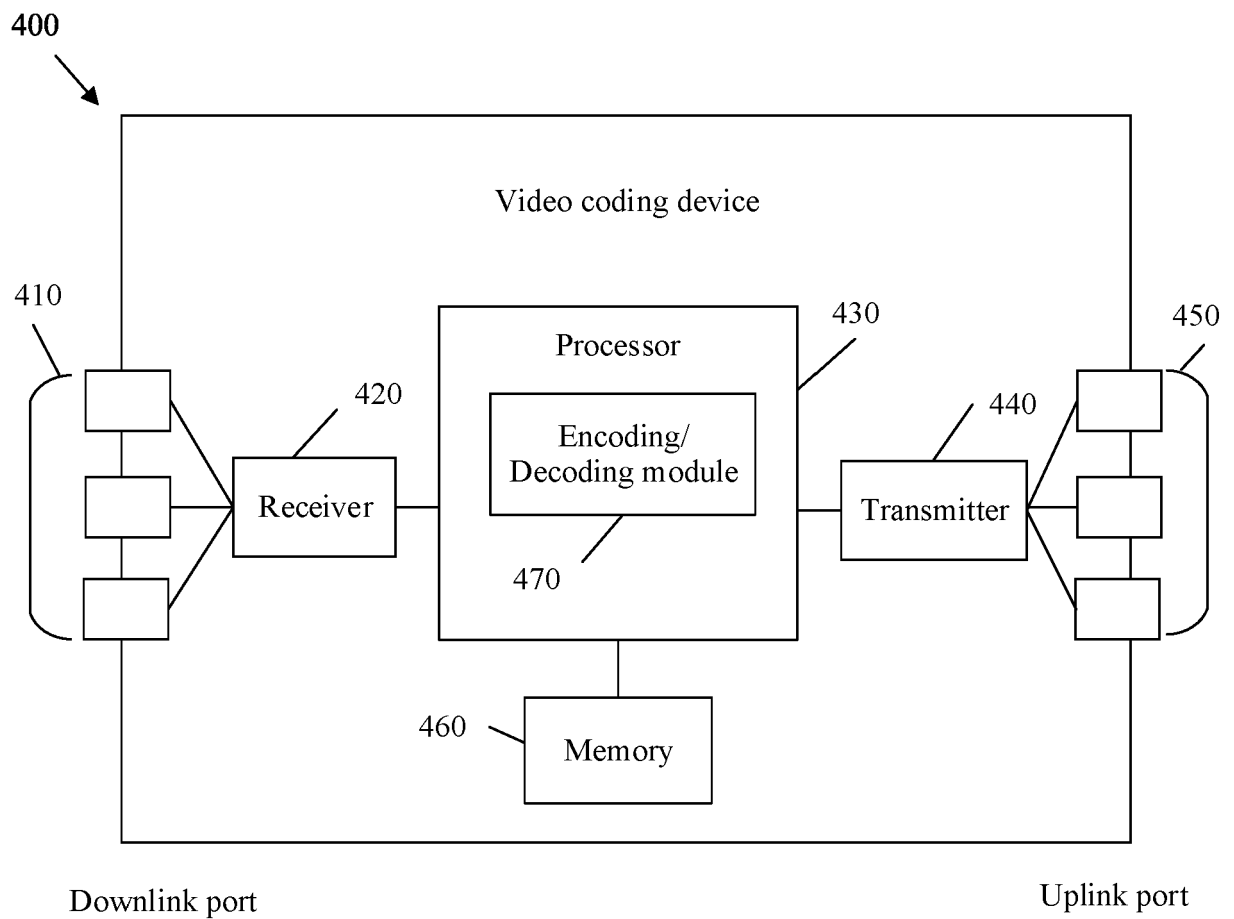 400
Video coding device
410
430
450
Processor
420
440
Encoding/
Decoding module
Receiver
Transmitter
470
460
Memory
Downlink port
Uplink port